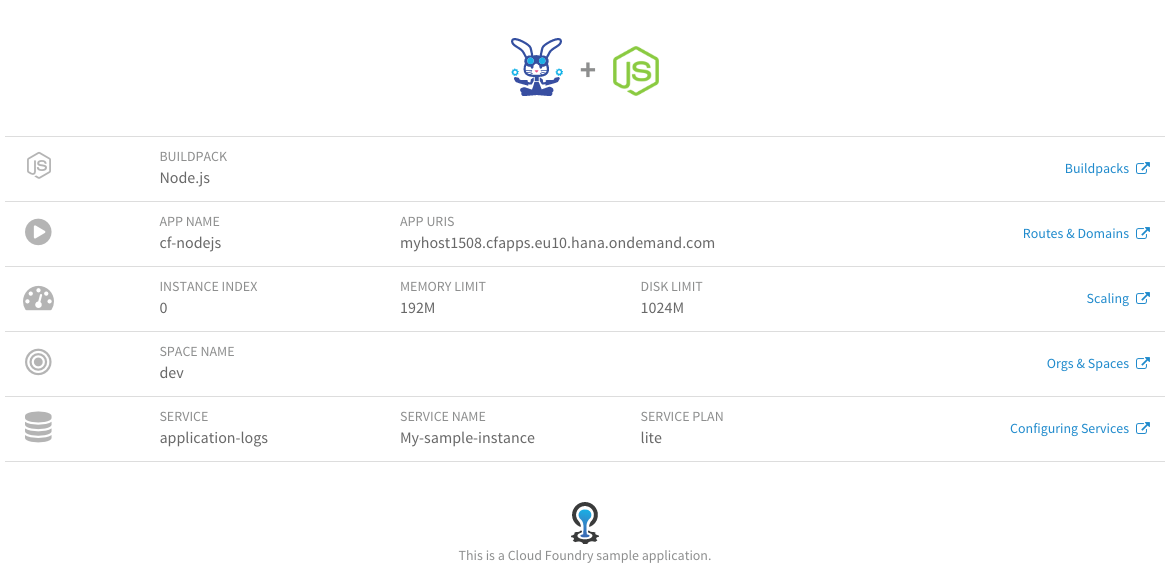 + JS
JS
BUILDPACK
Node.js
Buildpacks
APP NAME
cf-nodejs
APP URIS
myhost1508.cfapps.eu10.hana.ondemand.com
Routes & Domains
INSTANCE INDEX
0
MEMORY LIMIT
192M
DISK LIMIT
1024M
Scaling
SPACE NAME
dev
Orgs & Spaces
SERVICE
application-logs
SERVICE NAME
My-sample-instance
SERVICE PLAN
lite
Configuring Services
This is a Cloud Foundry sample application.